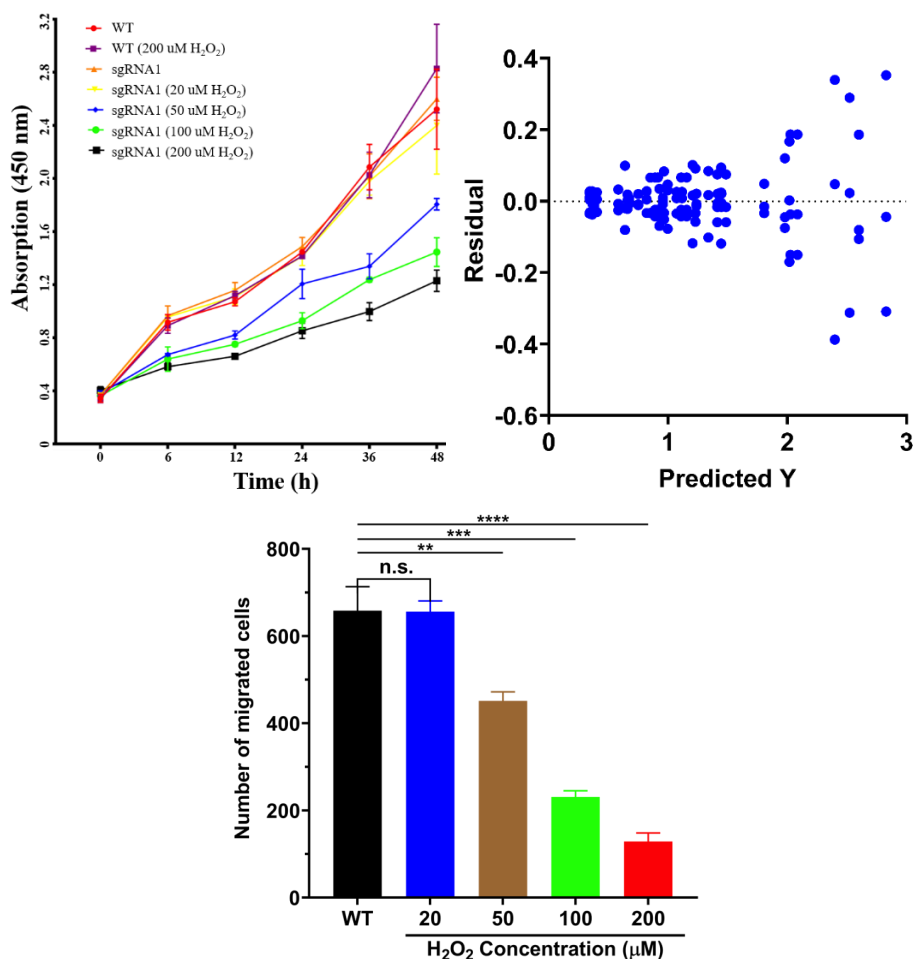 WT
WT (200 uM H₂O₂)
sgRNA1
sgRNA1 (20 uM H₂O₂)
sgRNA1 (50 uM H₂O₂)
sgRNA1 (100 uM H₂O₂)
sgRNA1 (200 uM H₂O₂)
Absorption (450 nm)
3.2
2.8
2.4
2.0
1.6
1.2
0.8
0.4
0
0 6 12 24 36 48
Time (h)
Residual
0.4
0.2
0.0
-0.2
-0.4
-0.6
0 1 2 3
Predicted Y
****
***
**
n.s.
Number of migrated cells
800
600
400
200
0
WT 20 50 100 200
H₂O₂ Concentration (μM)